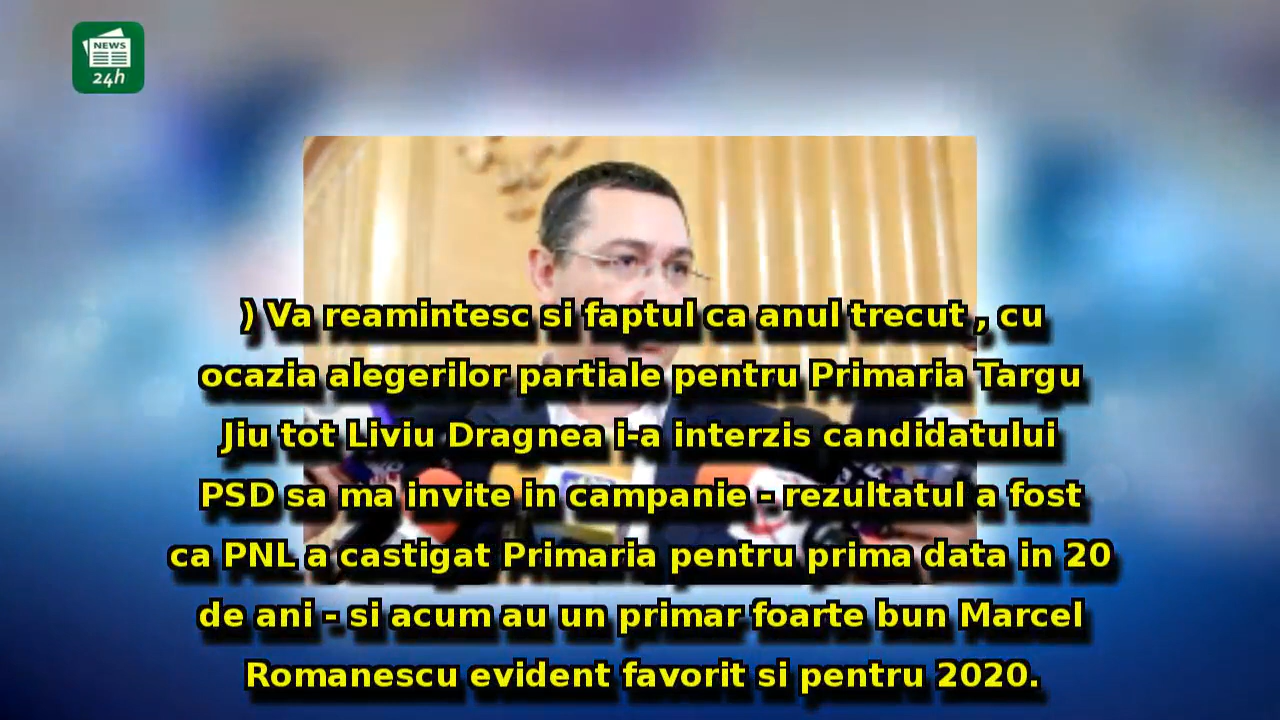 NEWS
24h
) Va reamintesc si faptul ca anul trecut , cu
ocazia alegerilor partiale pentru Primaria Targu
Jiu tot Liviu Dragnea i-a interzis candidatului
PSD sa ma invite in campanie - rezultatul a fost
ca PNL a castigat Primaria pentru prima data in 20
de ani - si acum au un primar foarte bun Marcel
Romanescu evident favorit si pentru 2020.